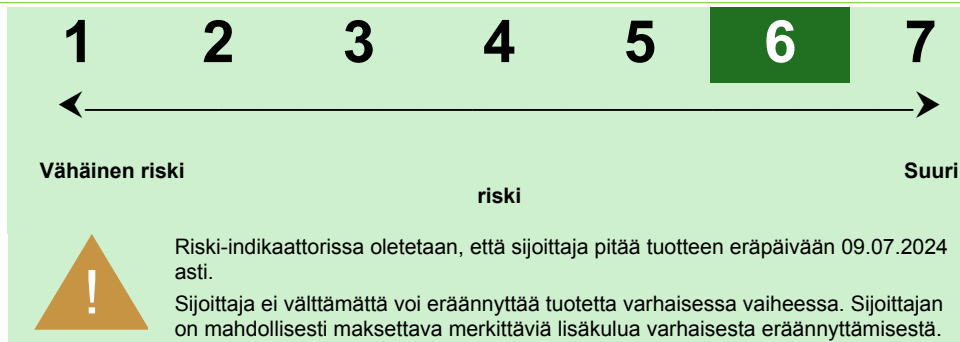 1 2 3 4 5 6 7
Vähäinen riski Suuri
riski
!
Riski-indikaattorissa oletetaan, että sijoittaja pitää tuotteen eräpäivään 09.07.2024
asti.
Sijoittaja ei välttämättä voi eräännyttää tuotetta varhaisessa vaiheessa. Sijoittajan
on mahdollisesti maksettava merkittäviä lisäkulua varhaisesta eräännyttämisestä.